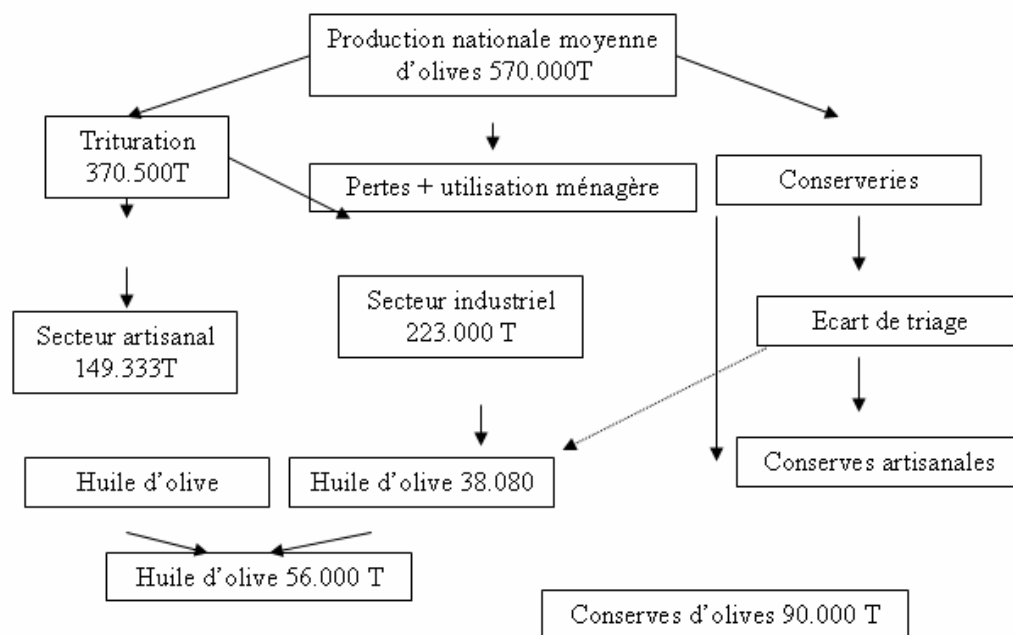 Production nationale moyenne
d’olives 570.000T
Trituration
370.500T
Pertes + utilisation ménagère
Conserveries
Secteur industriel
223.000 T
Ecart de triage
Secteur artisanal
149.333T
Huile d’olive
Huile d’olive 38.080
Conserves artisanales
Huile d’olive 56.000 T
Conserves d’olives 90.000 T